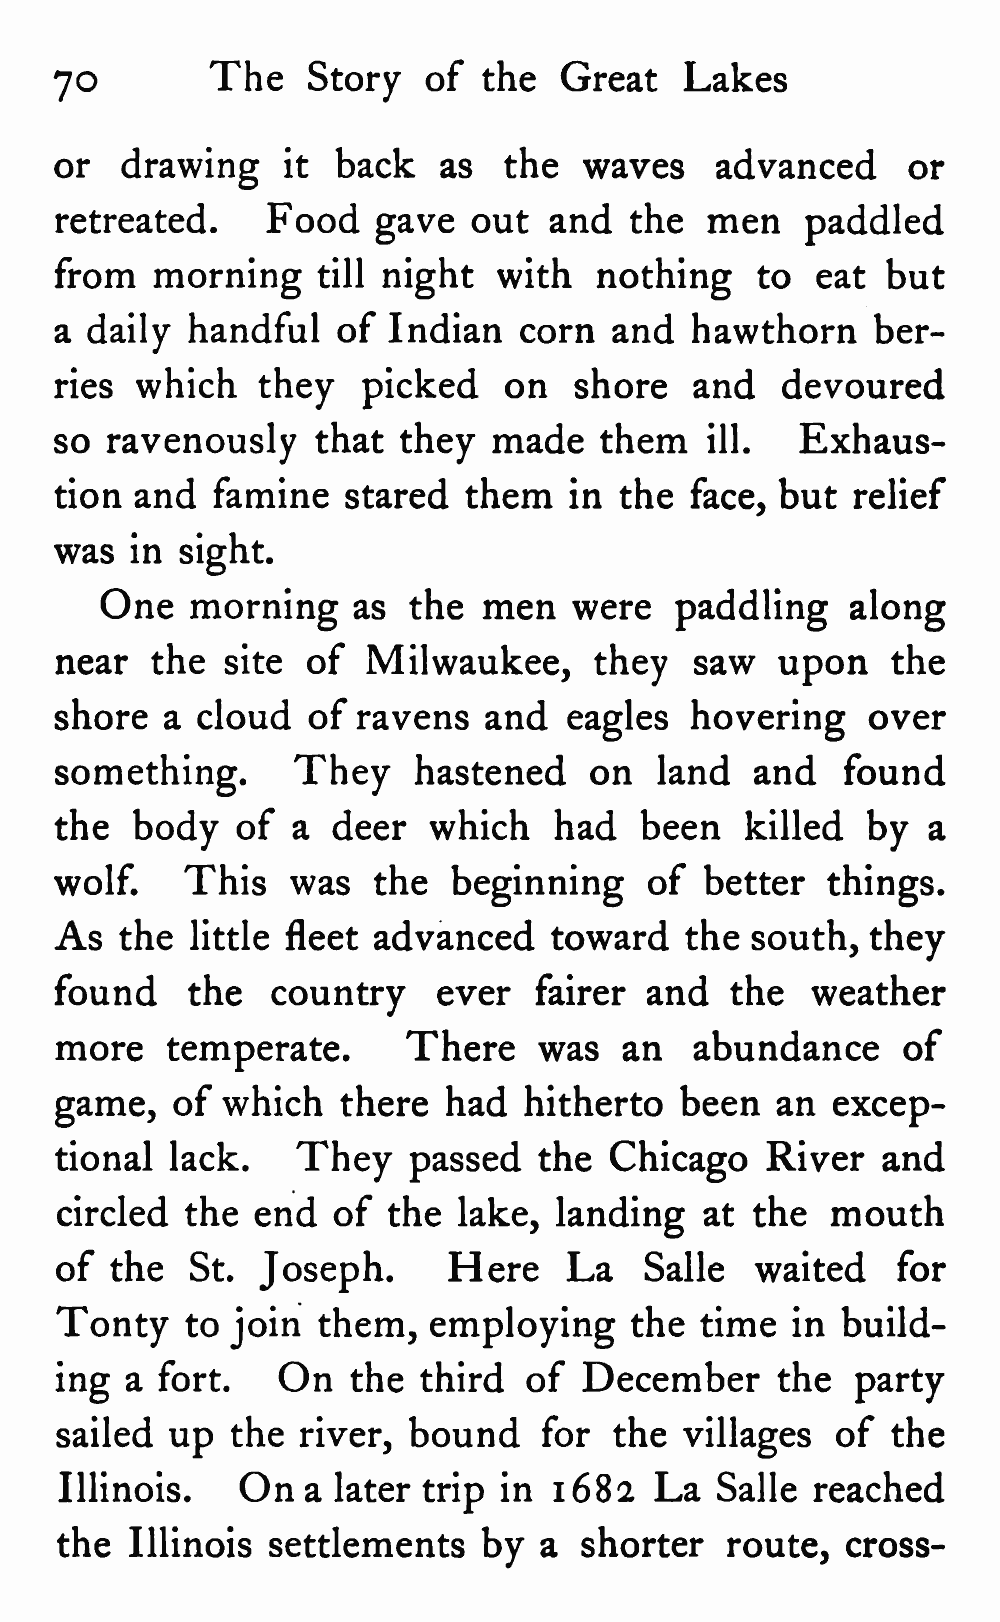 70 The Story of the Great Lakes
or drawing it back as the waves advanced or
retreated. Food gave out and the men paddled
from morning till night with nothing to eat but
a daily handful of Indian corn and hawthorn ber-
ries which they picked on shore and devoured
so ravenously that they made them ill. Exhaus-
tion and famine stared them in the face, but relief
was in sight.
One morning as the men were paddling along
near the site of Milwaukee, they saw upon the
shore a cloud of ravens and eagles hovering over
something. They hastened on land and found
the body of a deer which had been killed by a
wolf. This was the beginning of better things.
As the little fleet advanced toward the south, they
found the country ever fairer and the weather
more temperate. There was an abundance of
game, of which there had hitherto been an excep-
tional lack. They passed the Chicago River and
circled the end of the lake, landing at the mouth
of the St. Joseph. Here La Salle waited for
Tonty to join them, employing the time in build-
ing a fort. On the third of December the party
sailed up the river, bound for the villages of the
Illinois. On a later trip in 1682 La Salle reached
the Illinois settlements by a shorter route, cross-